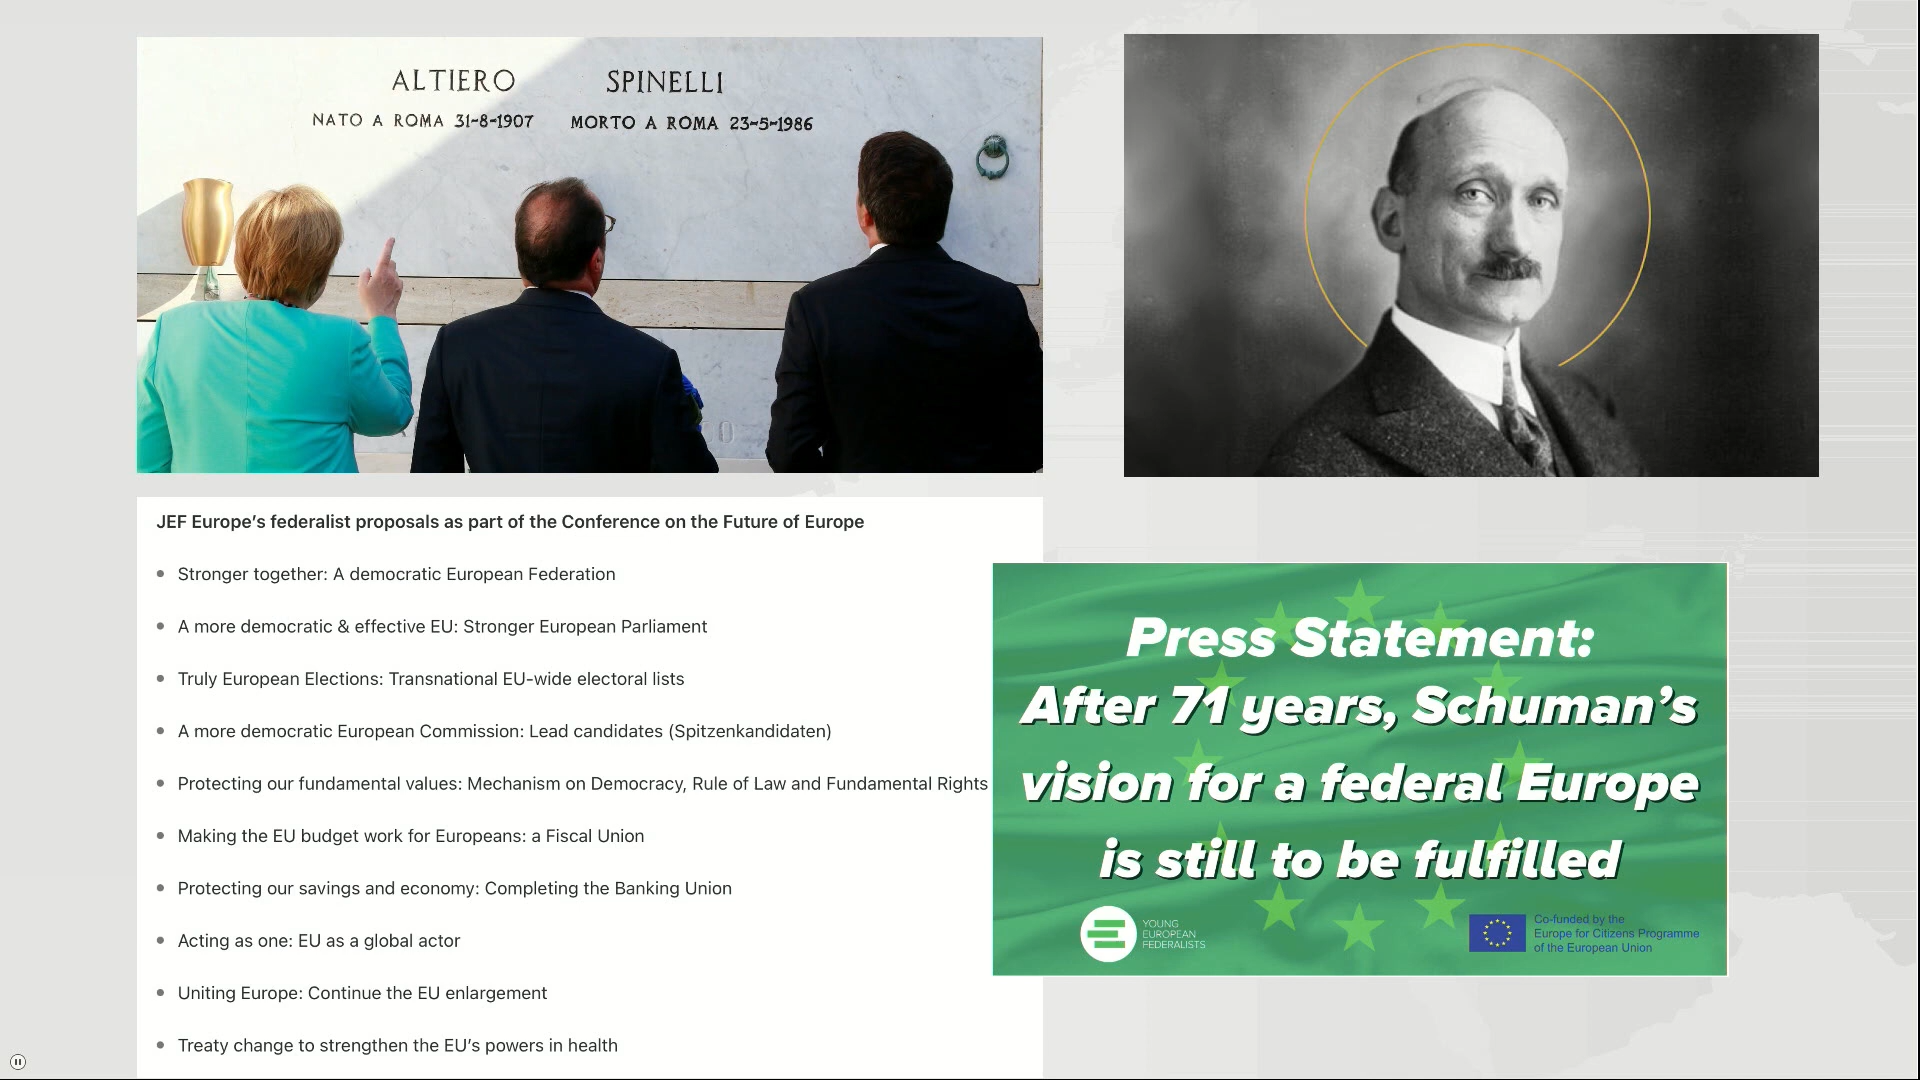 ALTIERO SPINELLI
NATO A ROMA 31-8-1907 MORTO A ROMA 23-5-1986
JEF Europe's federalist proposals as part of the Conference on the Future of Europe
Stronger together: A democratic European Federation
A more democratic & effective EU: Stronger European Parliament
Truly European Elections: Transnational EU-wide electoral lists
A more democratic European Commission: Lead candidates (Spitzenkandidaten)
Protecting our fundamental values: Mechanism on Democracy, Rule of Law and Fundamental Rights
Making the EU budget work for Europeans: a Fiscal Union
Protecting our savings and economy: Completing the Banking Union
Acting as one: EU as a global actor
Uniting Europe: Continue the EU enlargement
Treaty change to strengthen the EU's powers in health
Press Statement:
After 71 years, Schuman's
vision for a federal Europe
is still to be fulfilled
YOUNG
EUROPEAN
FEDERALISTS
Co-funded by the
Europe for Citizens Programme
of the European Union